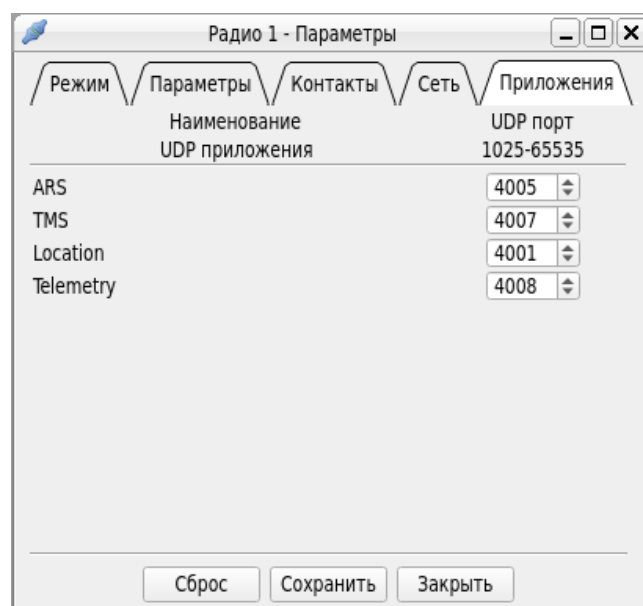 Радио 1 - Параметры
Режим Параметры Контакты Сеть Приложения
Наименование UDP порт
UDP приложения 1025-65535
ARS 4005
TMS 4007
Location 4001
Telemetry 4008
Сброс Сохранить Закрыть